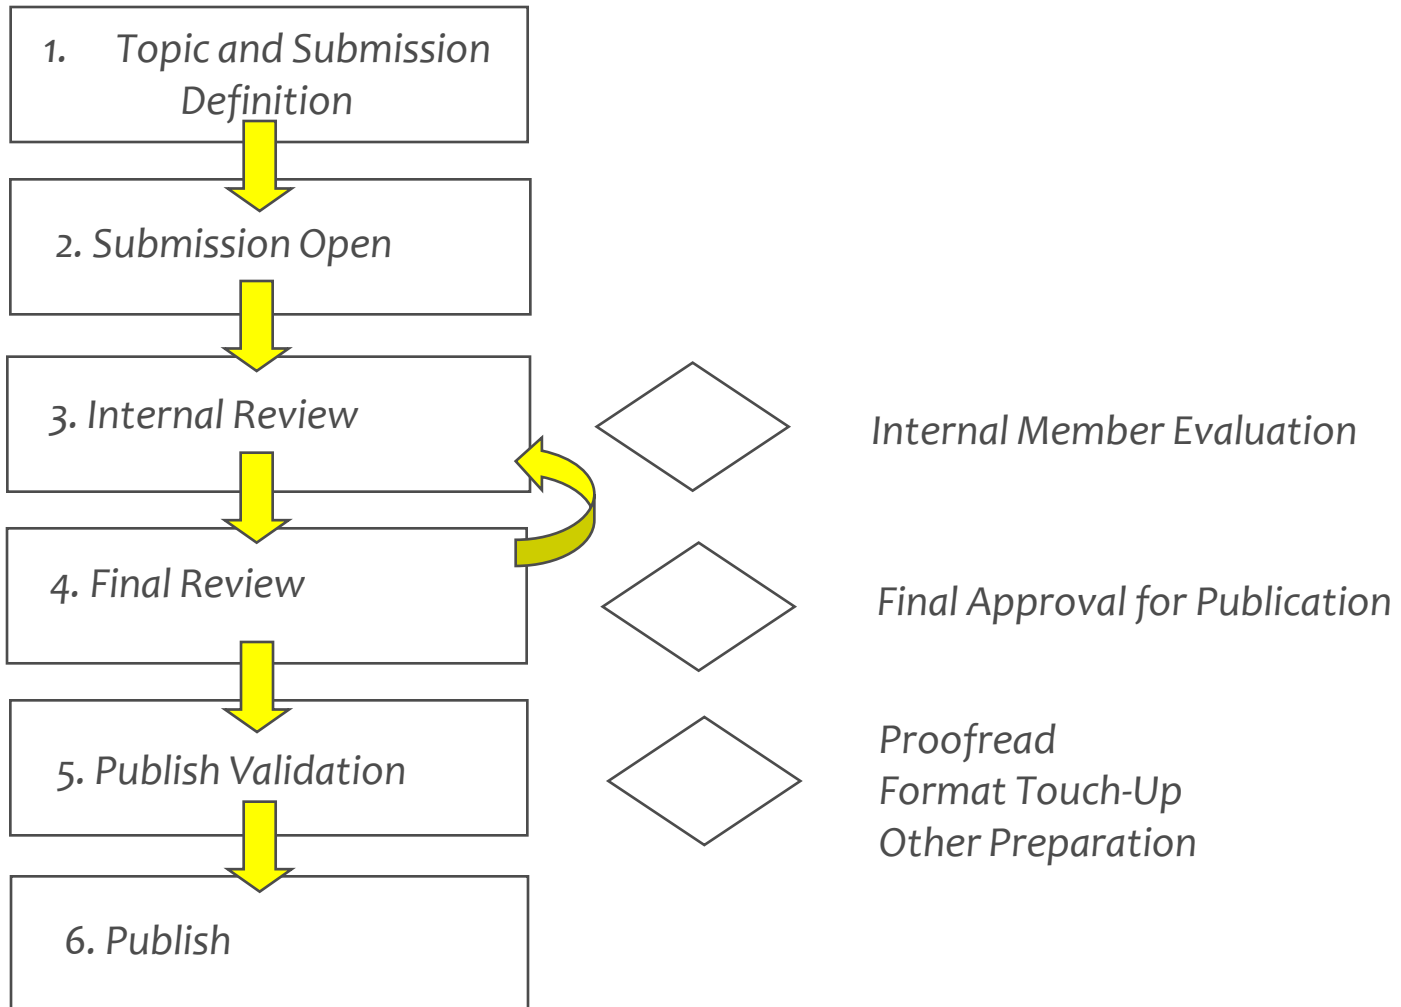 1. Topic and Submission
Definition
2. Submission Open
3. Internal Review
Internal Member Evaluation
4. Final Review
Final Approval for Publication
5. Publish Validation
Proofread
Format Touch-Up
Other Preparation
6. Publish